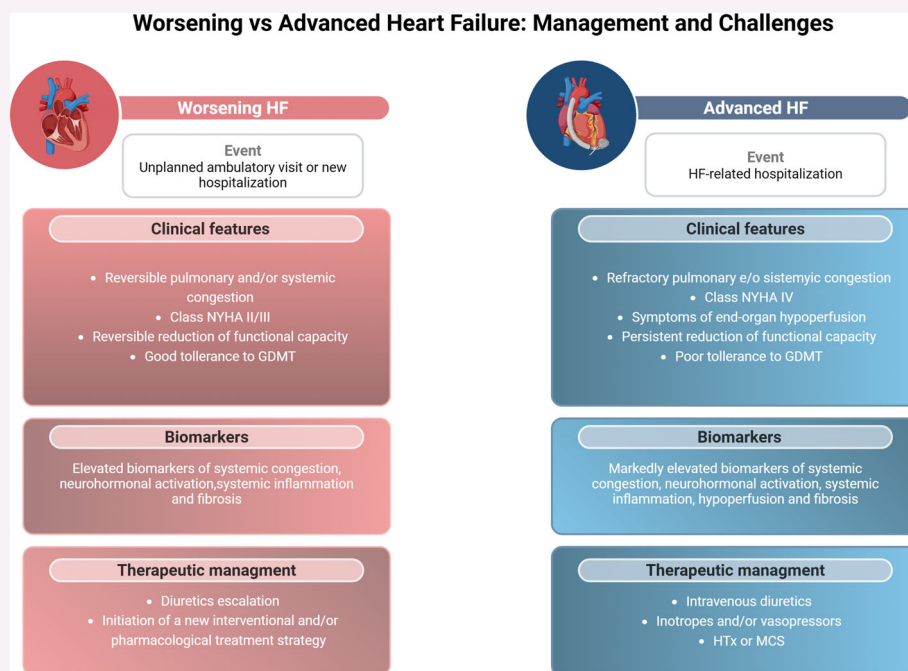 Worsening vs Advanced Heart Failure: Management and Challenges
Worsening HF
Event
Unplanned ambulatory visit or new
hospitalization
Clinical features
• Reversible pulmonary and/or systemic
congestion
• Class NYHA II/III
• Reversible reduction of functional capacity
• Good tollerance to GDMT
Biomarkers
Elevated biomarkers of systemic congestion,
neurohormonal activation,systemic inflammation
and fibrosis
Therapeutic managment
• Diuretics escalation
• Initiation of a new interventional and/or
pharmacological treatment strategy
Advanced HF
Event
HF-related hospitalization
Clinical features
• Refractory pulmonary e/o sistemyic congestion
• Class NYHA IV
• Symptoms of end-organ hypoperfusion
• Persistent reduction of functional capacity
• Poor tollerance to GDMT
Biomarkers
Markedly elevated biomarkers of systemic
congestion, neurohormonal activation, systemic
inflammation, hypoperfusion and fibrosis
Therapeutic managment
• Intravenous diuretics
• Inotropes and/or vasopressors
• HTx or MCS